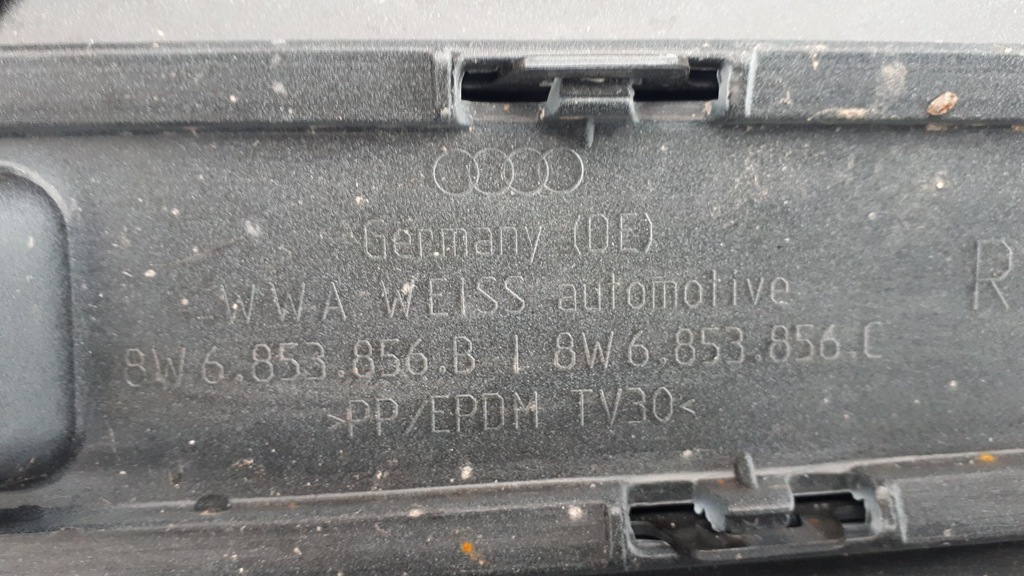 Germany (DE)
R
WWA WEISS automotive
8W6.853.856.B | 8W6.853.856.C
>PP/EPDM TV30<